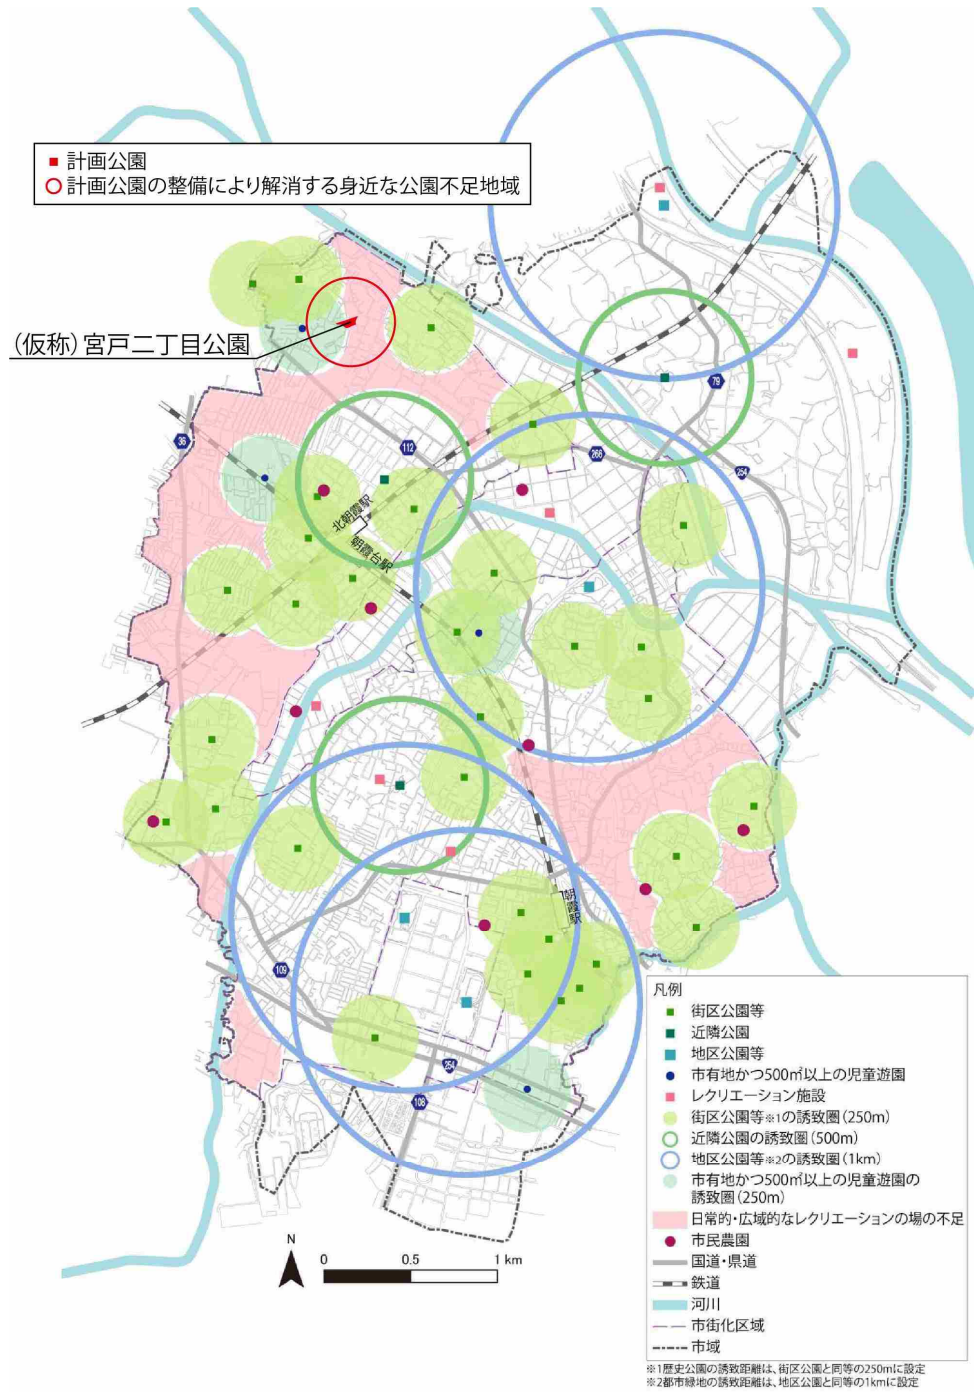 計画公園
計画公園の整備により解消する身近な公園不足地域
(仮称)宮戸二丁目公園
79
36
112
266
254
北朝霞駅
朝霞台駅
朝霞駅
109
254
108
凡例
街区公園等
近隣公園
地区公園等
市有地かつ500㎡以上の児童遊園
レクリエーション施設
街区公園等※1の誘致圏(250m)
近隣公園の誘致圏(500m)
地区公園等※2の誘致圏(1km)
市有地かつ500㎡以上の児童遊園の
誘致圏(250m)
日常的・広域的なレクリエーションの場の不足
市民農園
国道・県道
鉄道
河川
市街化区域
市域
N
0 0.5 1 km
※1歴史公園の誘致距離は、街区公園と同等の250mに設定
※2都市緑地の誘致距離は、地区公園と同等の1kmに設定